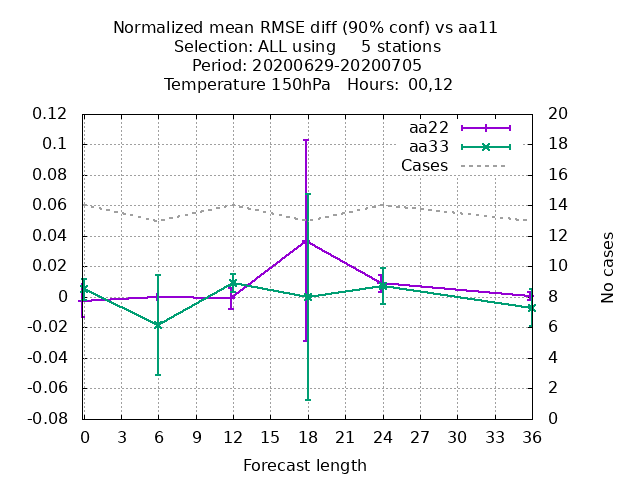 Normalized mean RMSE diff (90% conf) vs aa11
Selection: ALL using     5 stations
Period: 20200629-20200705
Temperature 150hPa   Hours: 00,12
aa22
aa33
Cases
0.12
0.1
0.08
0.06
0.04
0.02
0
-0.02
-0.04
-0.06
-0.08
20
18
16
14
12
10
8
6
4
2
0
No cases
0 3 6 9 12 15 18 21 24 27 30 33 36
Forecast length